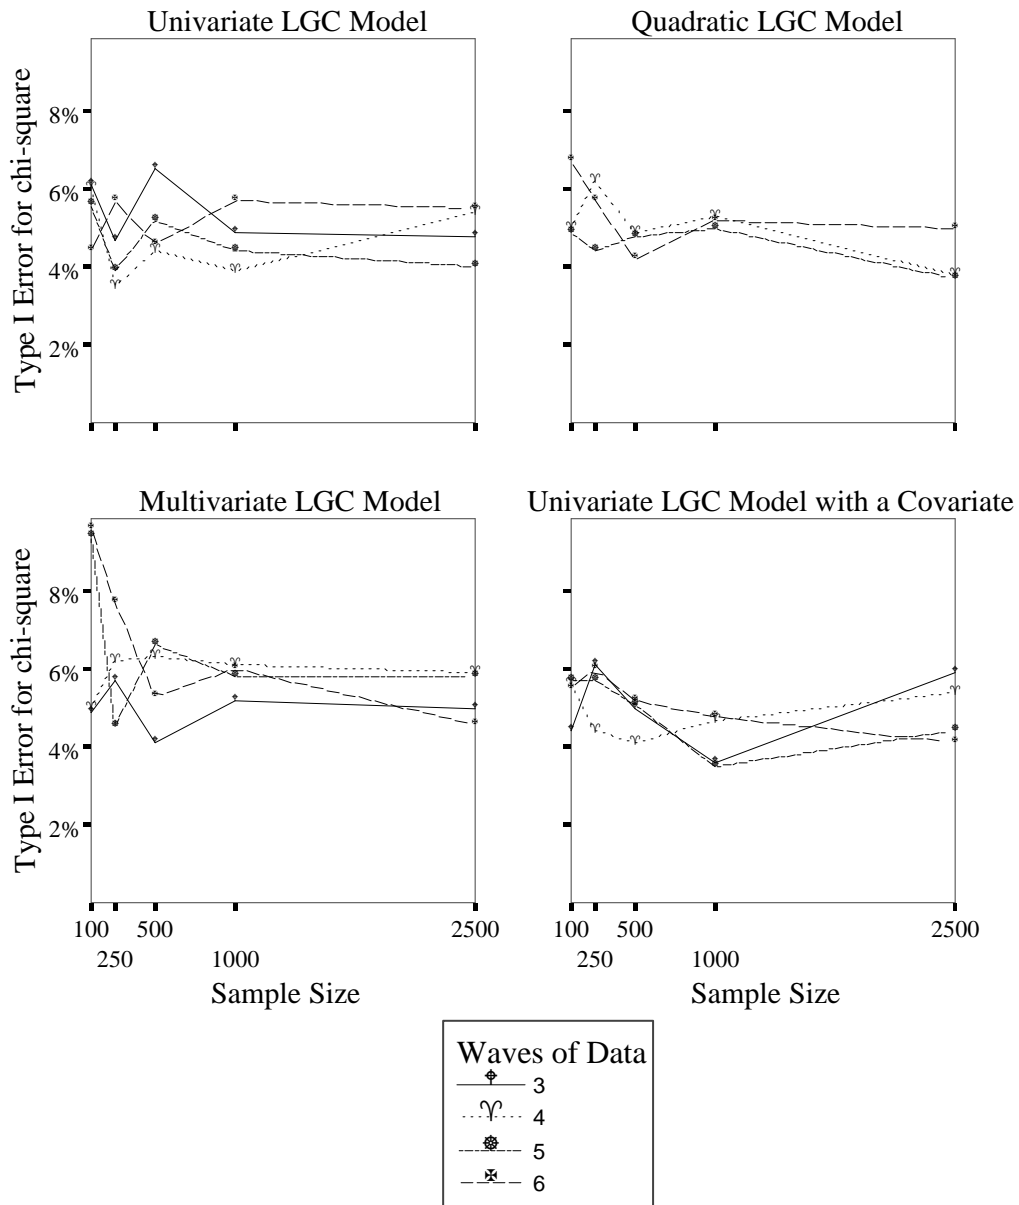 Univariate LGC Model
Quadratic LGC Model
Type I Error for chi-square
8%
6%
4%
2%
Multivariate LGC Model
Univariate LGC Model with a Covariate
Type I Error for chi-square
8%
6%
4%
2%
100
250
500
1000
2500
100
250
500
1000
2500
Sample Size
Sample Size
Waves of Data
3
4
5
6